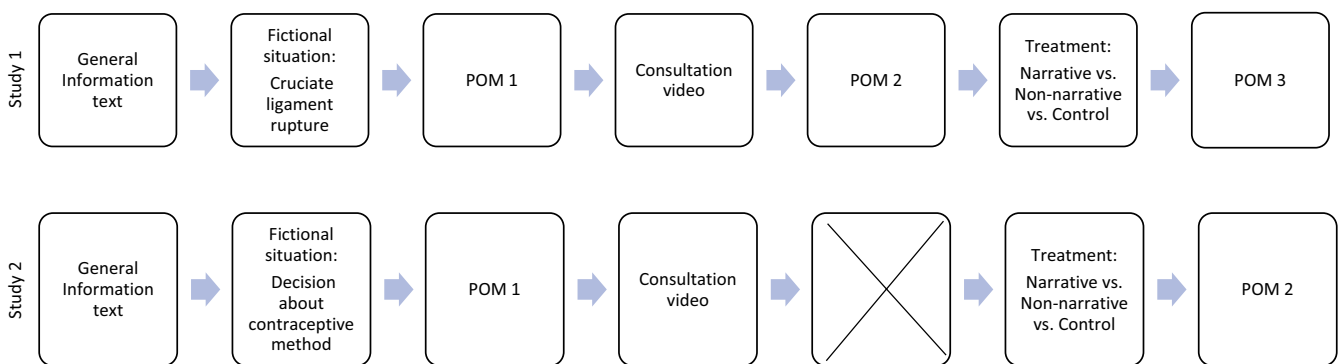 Study 1
General
Information
text
Fictional
situation:
Cruciate
ligament
rupture
POM 1
Consultation
video
POM 2
Treatment:
Narrative vs.
Non-narrative
vs. Control
POM 3
Study 2
General
Information
text
Fictional
situation:
Decision
about
contraceptive
method
POM 1
Consultation
video
Treatment:
Narrative vs.
Non-narrative
vs. Control
POM 2